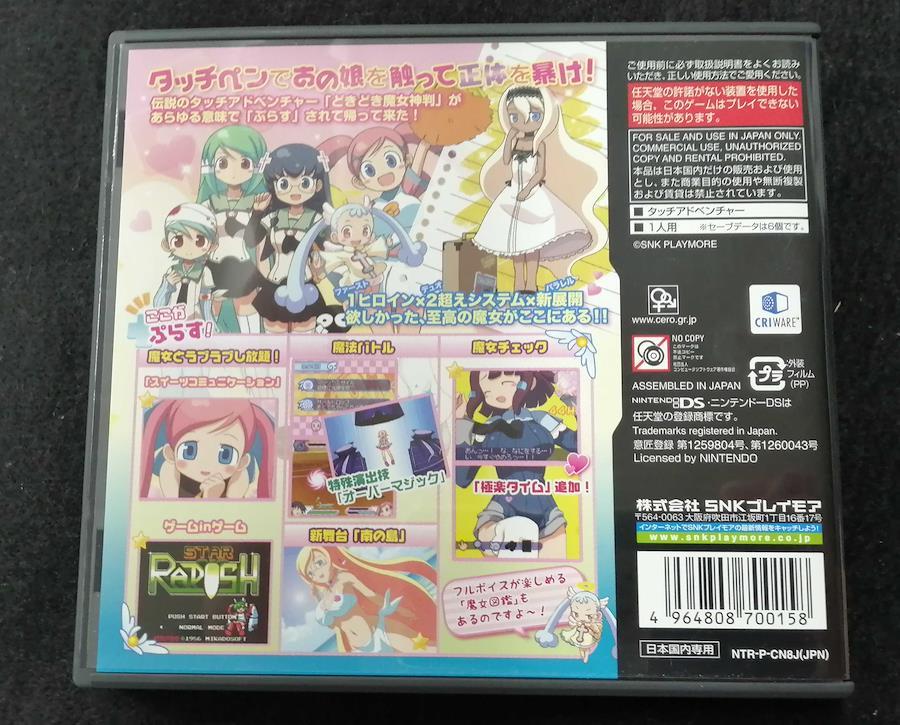 タッチペンであの娘を触って正体を暴け!
伝説のタッチアドベンチャー「どきどき魔女神判」が
あらゆる意味で「ぷらす」されて帰って来た!
ファースト デュオ パラレル
1ヒロイン×2超えシステム×新展開
欲しかった、至高の魔女がここにある!!
ここが
ぷらす!
魔女とラブラブし放題!
「スイーツコミュニケーション」
魔法バトル
特殊演出技
「オーバーマジック」
魔女チェック
44H
「極楽タイム」追加!
ゲームinゲーム
STAR
RADISH
PUSH START BUTTON
NORMAL MODE
©1956 MIKADOSOFT
新舞台「南の島」
フルボイスが楽しめる
「魔女図鑑」も
あるのですよ~!
ご使用前に必ず取扱説明書をよくお読み
いただき、正しい使用方法でご愛用ください。
任天堂の許諾がない装置を使用した
場合、このゲームはプレイできない
可能性があります。
FOR SALE AND USE IN JAPAN ONLY.
COMMERCIAL USE, UNAUTHORIZED
COPY AND RENTAL PROHIBITED.
本品は日本国内だけの販売および使用
とし、また商業目的の使用や無断複製
および賃貸は禁止されています。
■ タッチアドベンチャー
■ 1人用 ※セーブデータは6個です。
©SNK PLAYMORE
www.cero.gr.jp
CRIWARE™
NO COPY
プラ
外装
フィルム
(PP)
ASSEMBLED IN JAPAN
NINTENDO DS・ニンテンドーDSは
任天堂の登録商標です。
Trademarks registered in Japan.
意匠登録 第1259804号、第1260043号
Licensed by NINTENDO
株式会社 SNKプレイモア
〒564-0063 大阪府吹田市江坂町1丁目16番17号
インターネットでSNKプレイモアの最新情報をキャッチしよう!
www.snkplaymore.co.jp
4 964808 700158
日本国内専用
NTR-P-CN8J(JPN)